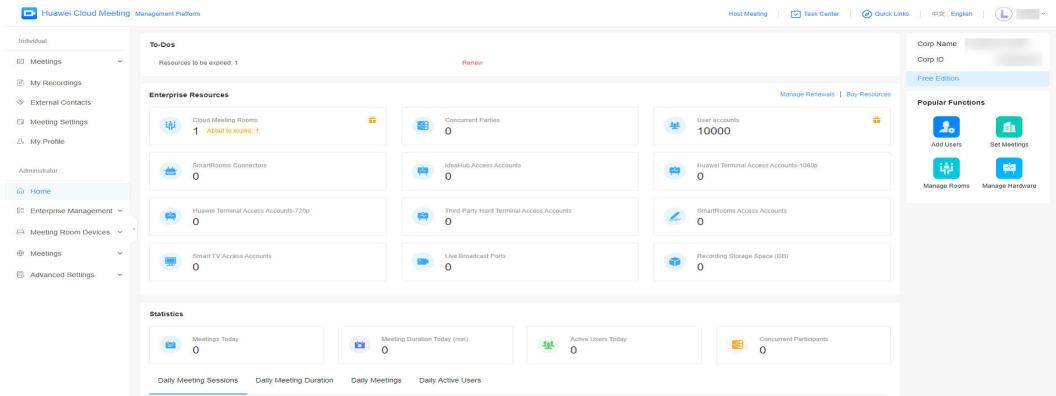 Huawei Cloud Meeting Management Platform
Host Meeting
Task Center
Quick Links
中文 | English
L
Individual
Meetings
My Recordings
External Contacts
Meeting Settings
My Profile
Administrator
Home
Enterprise Management
Meeting Room Devices
Meetings
Advanced Settings
To-Dos
Resources to be expired: 1
Renew
Enterprise Resources
Manage Renewals | Buy Resources
Cloud Meeting Rooms
1 About to expire: 1
Concurrent Parties
0
User accounts
10000
SmartRooms Connectors
0
IdeaHub Access Accounts
0
Huawei Terminal Access Accounts-1080p
0
Huawei Terminal Access Accounts-720p
0
Third-Party Hard Terminal Access Accounts
0
SmartRooms Access Accounts
0
Smart TV Access Accounts
0
Live Broadcast Ports
0
Recording Storage Space (GB)
0
Statistics
Meetings Today
0
Meeting Duration Today (min)
0
Active Users Today
0
Concurrent Participants
0
Daily Meeting Sessions
Daily Meeting Duration
Daily Meetings
Daily Active Users
Corp Name
Corp ID
Free Edition
Popular Functions
Add Users
Set Meetings
Manage Rooms
Manage Hardware